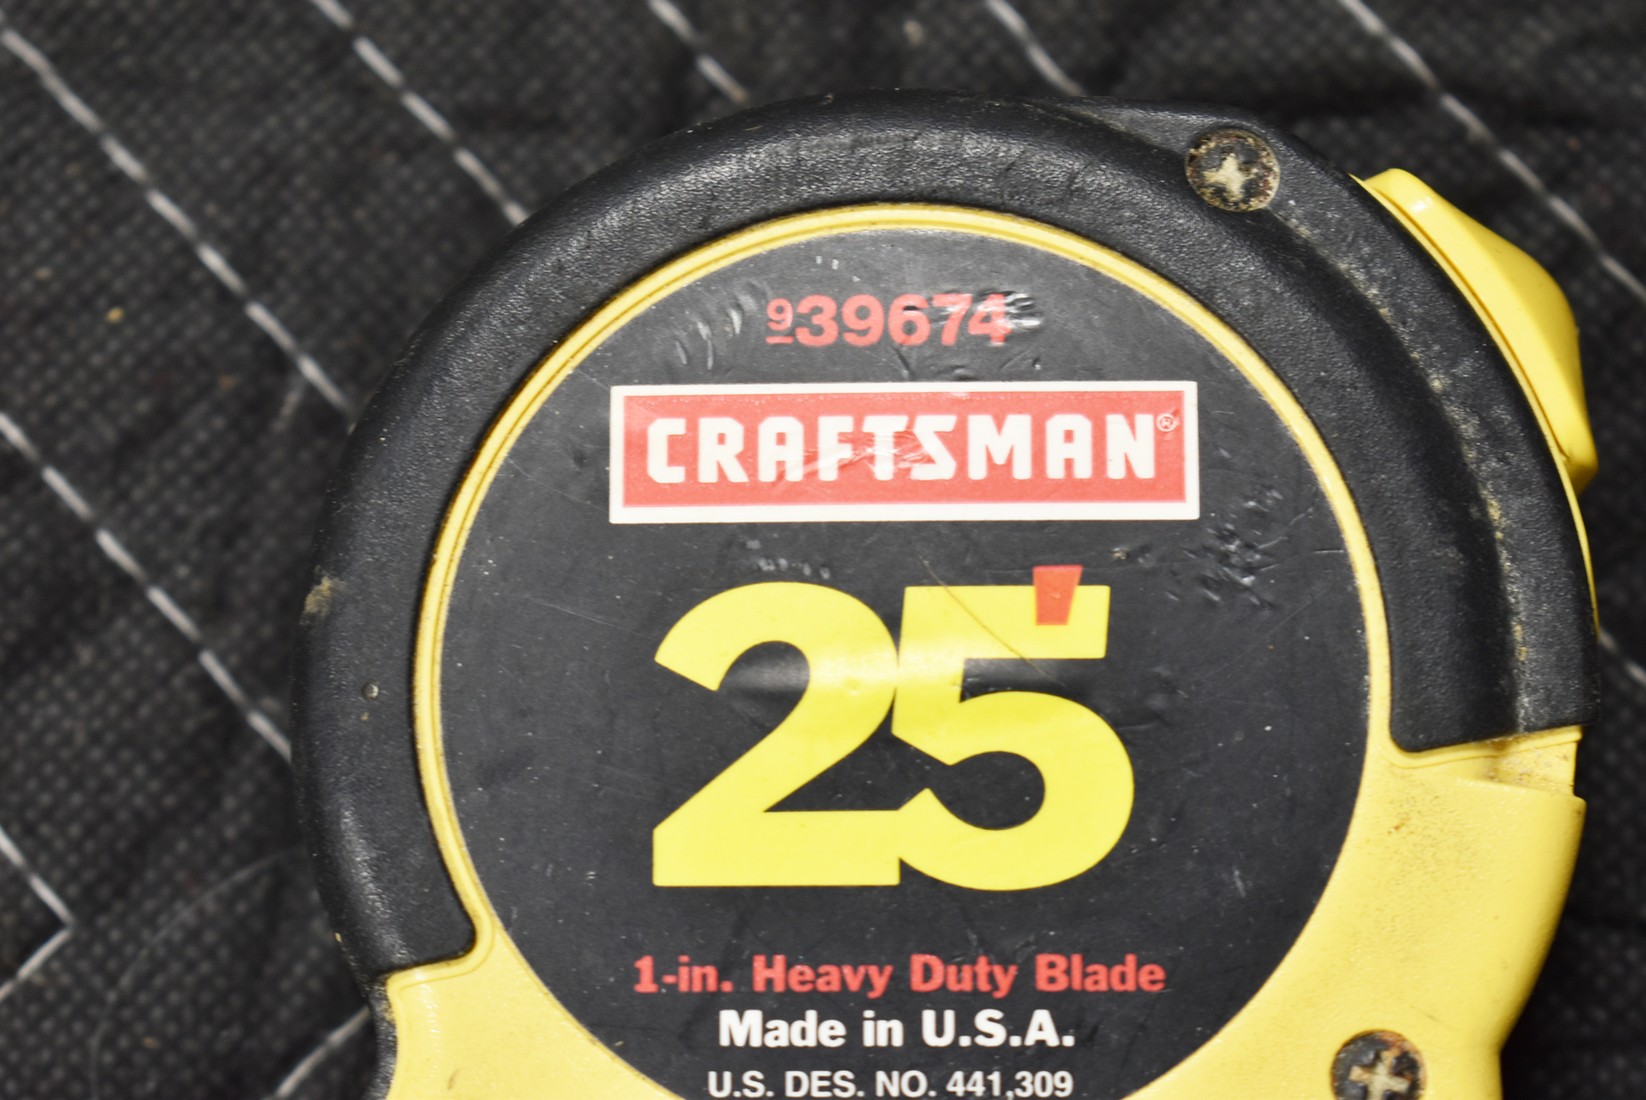 939674
CRAFTSMAN®
25'
1-in. Heavy Duty Blade
Made in U.S.A.
U.S. DES. NO. 441,309